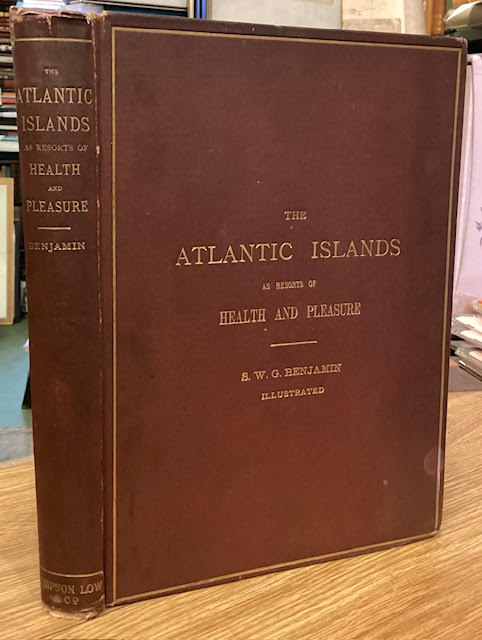 THE
ATLANTIC
ISLANDS
AS RESORTS OF
HEALTH
AND
PLEASURE
BENJAMIN
THE
ATLANTIC ISLANDS
AS RESORTS OF
HEALTH AND PLEASURE
S. W. G. BENJAMIN
ILLUSTRATED
LOW
& Co